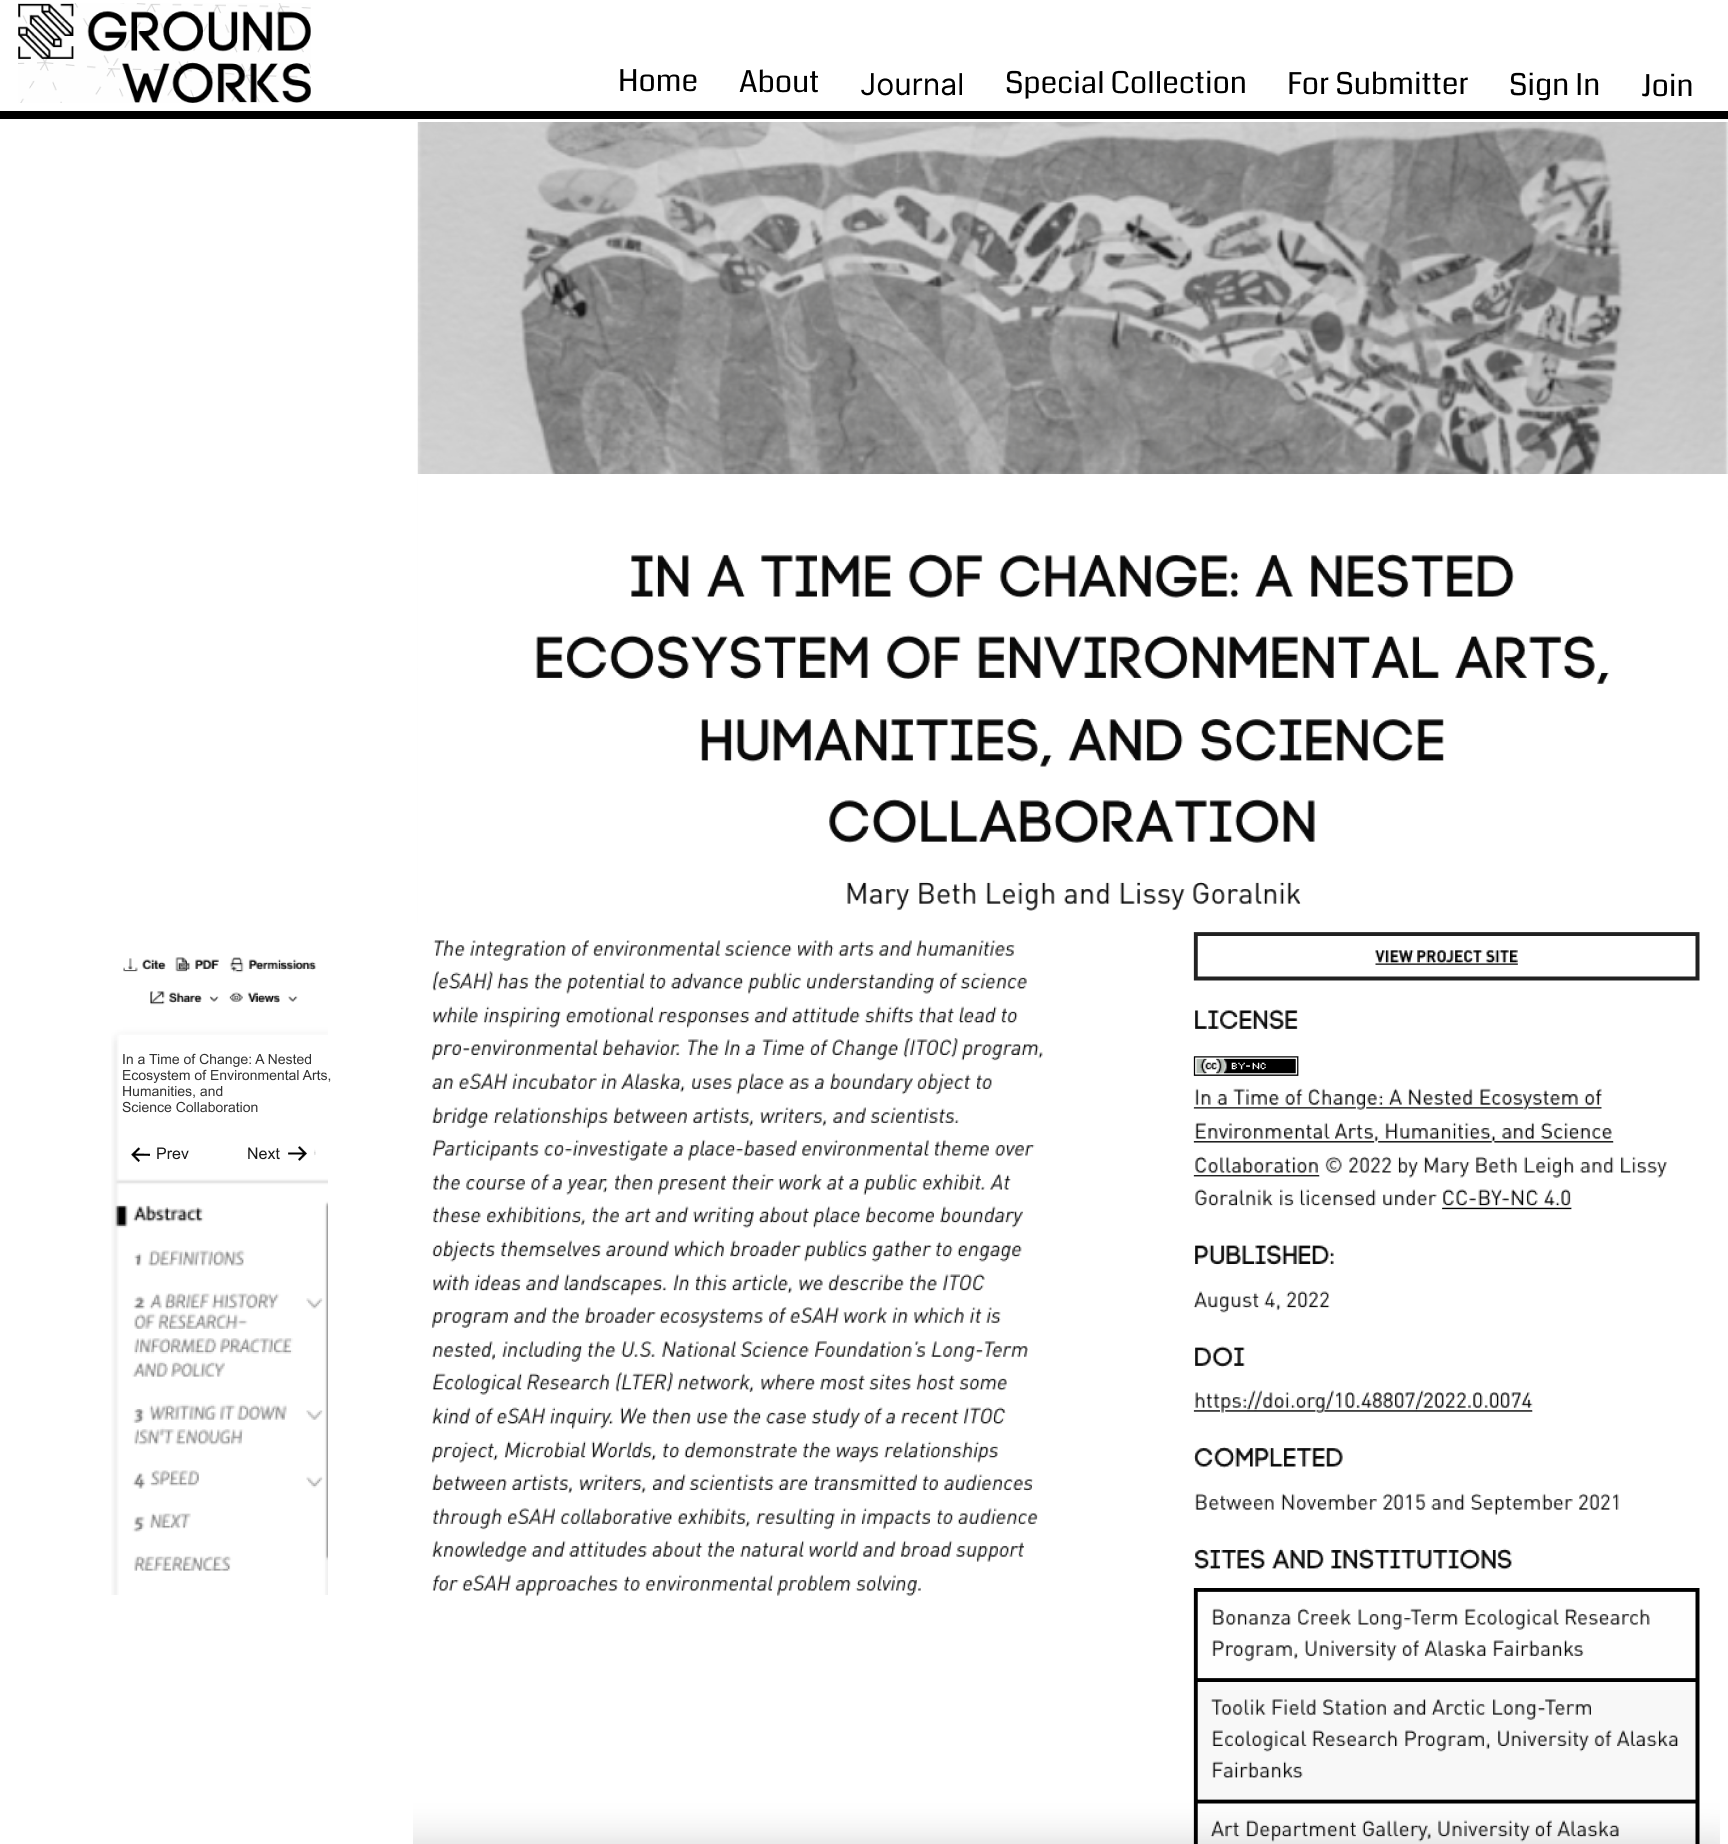 GROUND
WORKS
Home About Journal Special Collection For Submitter Sign In Join
IN A TIME OF CHANGE: A NESTED
ECOSYSTEM OF ENVIRONMENTAL ARTS,
HUMANITIES, AND SCIENCE
COLLABORATION
Mary Beth Leigh and Lissy Goralnik
Cite PDF Permissions
Share Views
In a Time of Change: A Nested
Ecosystem of Environmental Arts,
Humanities, and
Science Collaboration
Prev Next
Abstract
1 DEFINITIONS
2 A BRIEF HISTORY
OF RESEARCH-
INFORMED PRACTICE
AND POLICY
3 WRITING IT DOWN
ISN'T ENOUGH
4 SPEED
5 NEXT
REFERENCES
The integration of environmental science with arts and humanities
(eSAH) has the potential to advance public understanding of science
while inspiring emotional responses and attitude shifts that lead to
pro-environmental behavior. The In a Time of Change (ITOC) program,
an eSAH incubator in Alaska, uses place as a boundary object to
bridge relationships between artists, writers, and scientists.
Participants co-investigate a place-based environmental theme over
the course of a year, then present their work at a public exhibit. At
these exhibitions, the art and writing about place become boundary
objects themselves around which broader publics gather to engage
with ideas and landscapes. In this article, we describe the ITOC
program and the broader ecosystems of eSAH work in which it is
nested, including the U.S. National Science Foundation's Long-Term
Ecological Research (LTER) network, where most sites host some
kind of eSAH inquiry. We then use the case study of a recent ITOC
project, Microbial Worlds, to demonstrate the ways relationships
between artists, writers, and scientists are transmitted to audiences
through eSAH collaborative exhibits, resulting in impacts to audience
knowledge and attitudes about the natural world and broad support
for eSAH approaches to environmental problem solving.
VIEW PROJECT SITE
LICENSE
(cc) BY-NC
In a Time of Change: A Nested Ecosystem of
Environmental Arts, Humanities, and Science
Collaboration © 2022 by Mary Beth Leigh and Lissy
Goralnik is licensed under CC-BY-NC 4.0
PUBLISHED:
August 4, 2022
DOI
https://doi.org/10.48807/2022.0.0074
COMPLETED
Between November 2015 and September 2021
SITES AND INSTITUTIONS
Bonanza Creek Long-Term Ecological Research
Program, University of Alaska Fairbanks
Toolik Field Station and Arctic Long-Term
Ecological Research Program, University of Alaska
Fairbanks
Art Department Gallery, University of Alaska